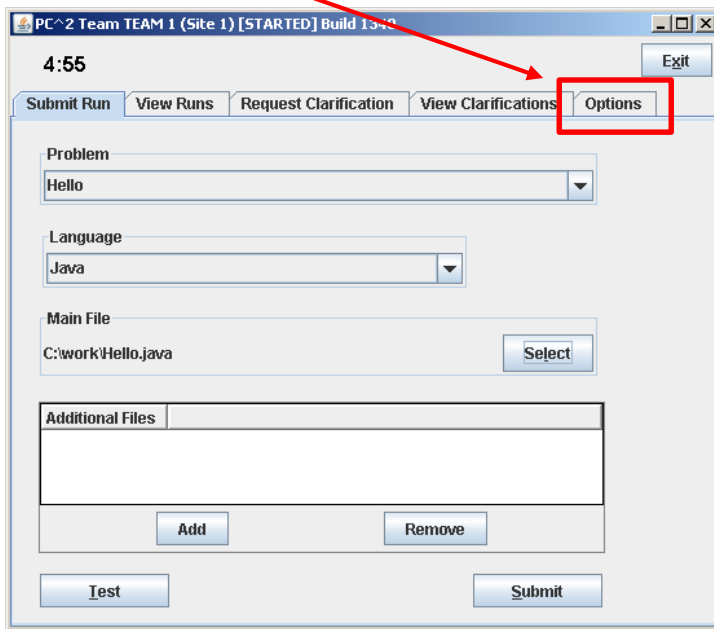 PC^2 Team TEAM 1 (Site 1) [STARTED] Build 1340
4:55
Exit
Submit Run View Runs Request Clarification View Clarifications Options
Problem
Hello
Language
Java
Main File
C:\work\Hello.java
Select
Additional Files
Add Remove
Test Submit